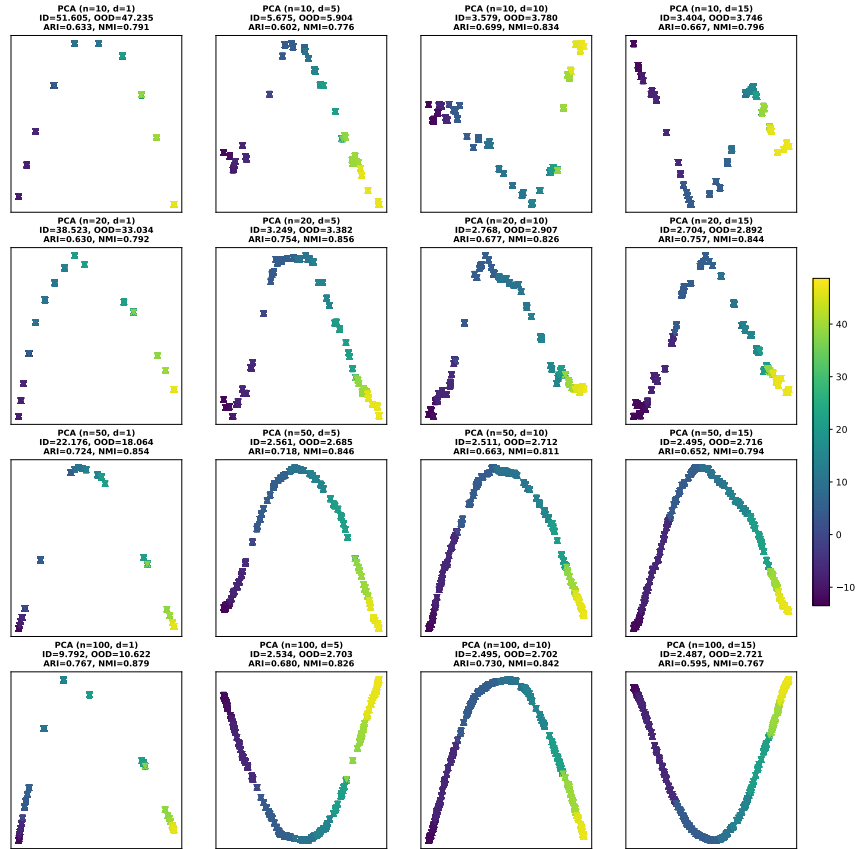 PCA (n=10, d=1)
ID=51.605, OOD=47.235
ARI=0.633, NMI=0.791
PCA (n=10, d=5)
ID=5.675, OOD=5.904
ARI=0.602, NMI=0.776
PCA (n=10, d=10)
ID=3.579, OOD=3.780
ARI=0.699, NMI=0.834
PCA (n=10, d=15)
ID=3.404, OOD=3.746
ARI=0.667, NMI=0.796
PCA (n=20, d=1)
ID=38.523, OOD=33.034
ARI=0.630, NMI=0.792
PCA (n=20, d=5)
ID=3.249, OOD=3.382
ARI=0.754, NMI=0.856
PCA (n=20, d=10)
ID=2.768, OOD=2.907
ARI=0.677, NMI=0.826
PCA (n=20, d=15)
ID=2.704, OOD=2.892
ARI=0.757, NMI=0.844
PCA (n=50, d=1)
ID=22.176, OOD=18.064
ARI=0.724, NMI=0.854
PCA (n=50, d=5)
ID=2.561, OOD=2.685
ARI=0.718, NMI=0.846
PCA (n=50, d=10)
ID=2.511, OOD=2.712
ARI=0.663, NMI=0.811
PCA (n=50, d=15)
ID=2.495, OOD=2.716
ARI=0.652, NMI=0.794
PCA (n=100, d=1)
ID=9.792, OOD=10.622
ARI=0.767, NMI=0.879
PCA (n=100, d=5)
ID=2.534, OOD=2.703
ARI=0.680, NMI=0.826
PCA (n=100, d=10)
ID=2.495, OOD=2.702
ARI=0.730, NMI=0.842
PCA (n=100, d=15)
ID=2.487, OOD=2.721
ARI=0.595, NMI=0.767
40
30
20
10
0
−10